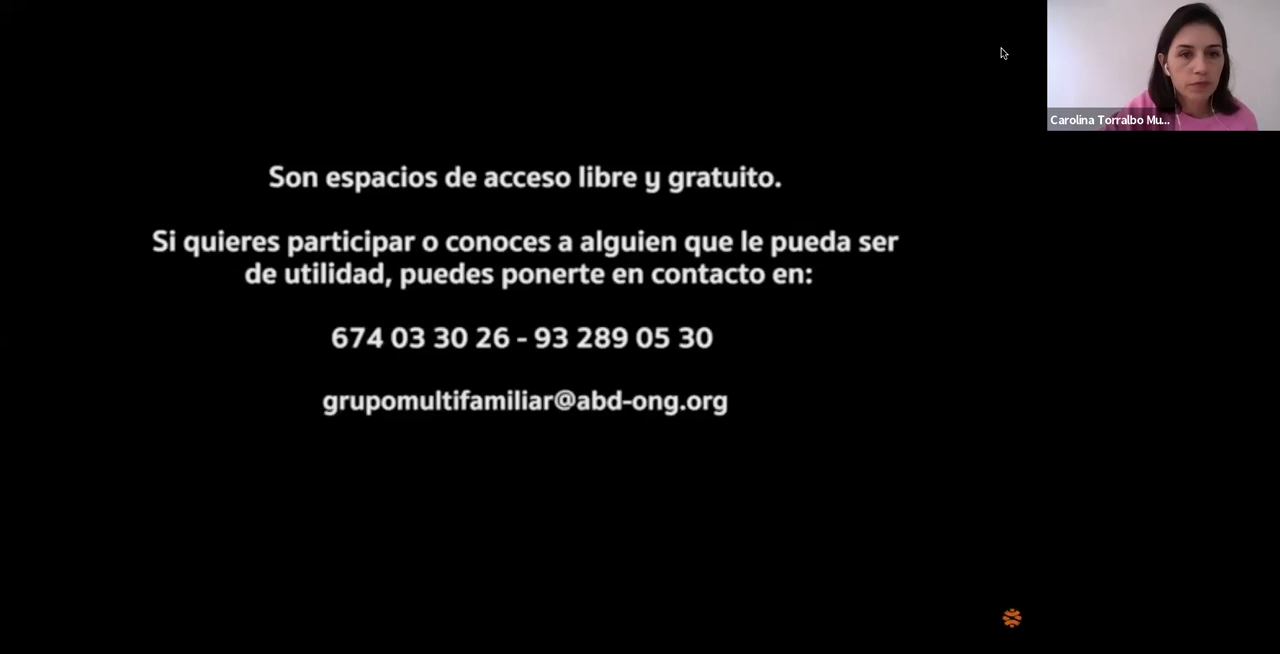 Carolina Torralbo Mu...
Son espacios de acceso libre y gratuito.
Si quieres participar o conoces a alguien que le pueda ser
de utilidad, puedes ponerte en contacto en:
674 03 30 26 - 93 289 05 30
grupomultifamiliar@abd-ong.org